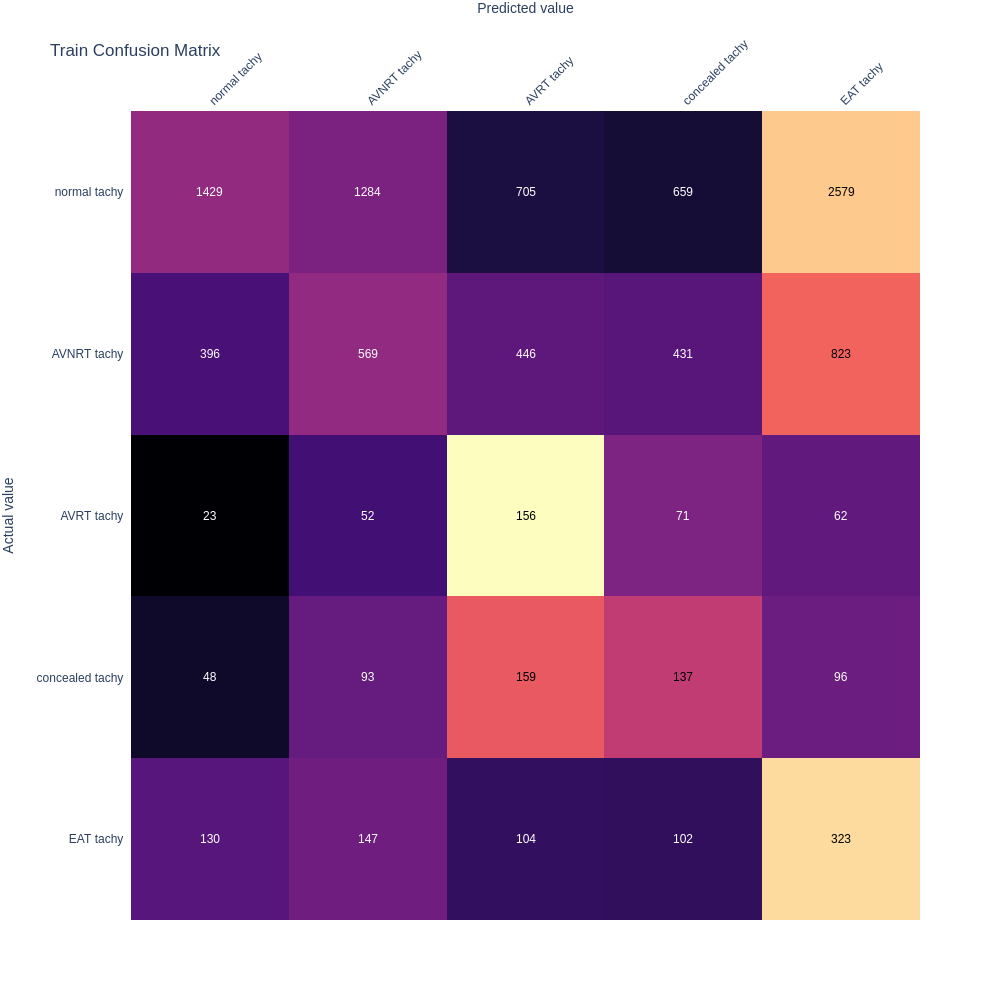 Predicted value
Train Confusion Matrix
normal tachy
AVNRT tachy
AVRT tachy
concealed tachy
EAT tachy
normal tachy 1429 1284 705 659 2579
AVNRT tachy 396 569 446 431 823
Actual value
AVRT tachy 23 52 156 71 62
concealed tachy 48 93 159 137 96
EAT tachy 130 147 104 102 323